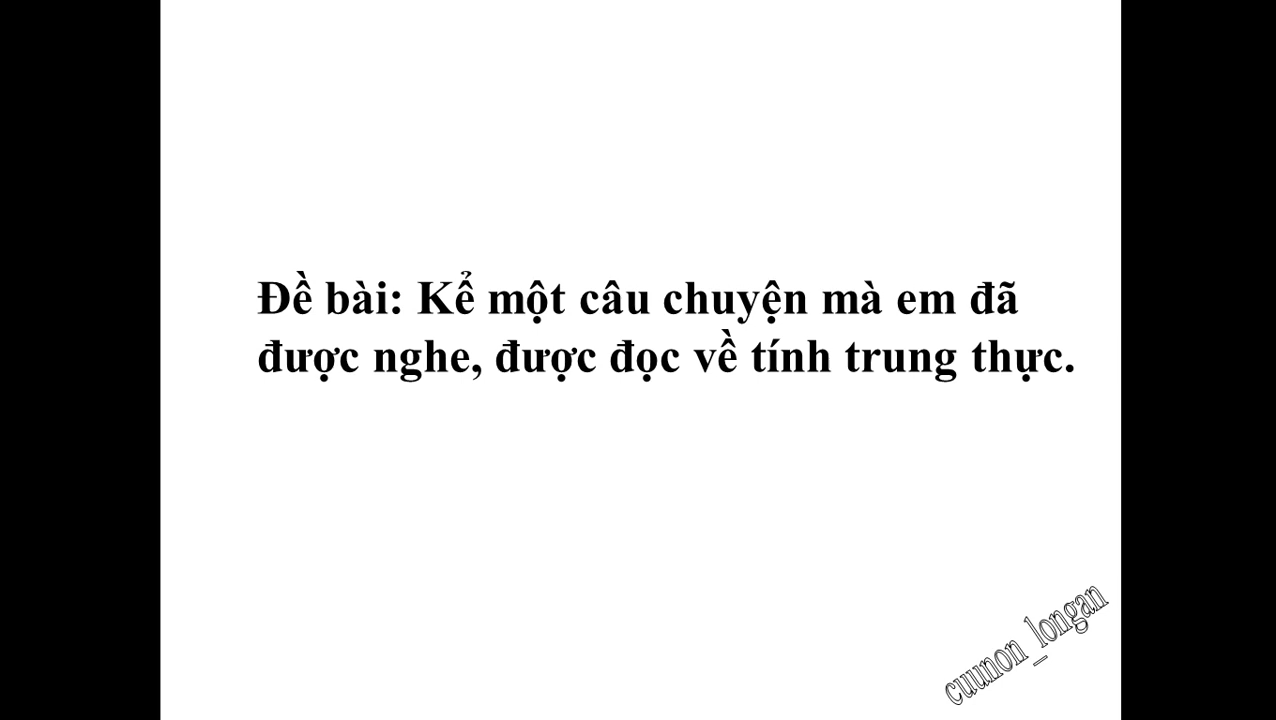 Đề bài: Kể một câu chuyện mà em đã
được nghe, được đọc về tính trung thực.
cuunon_longan